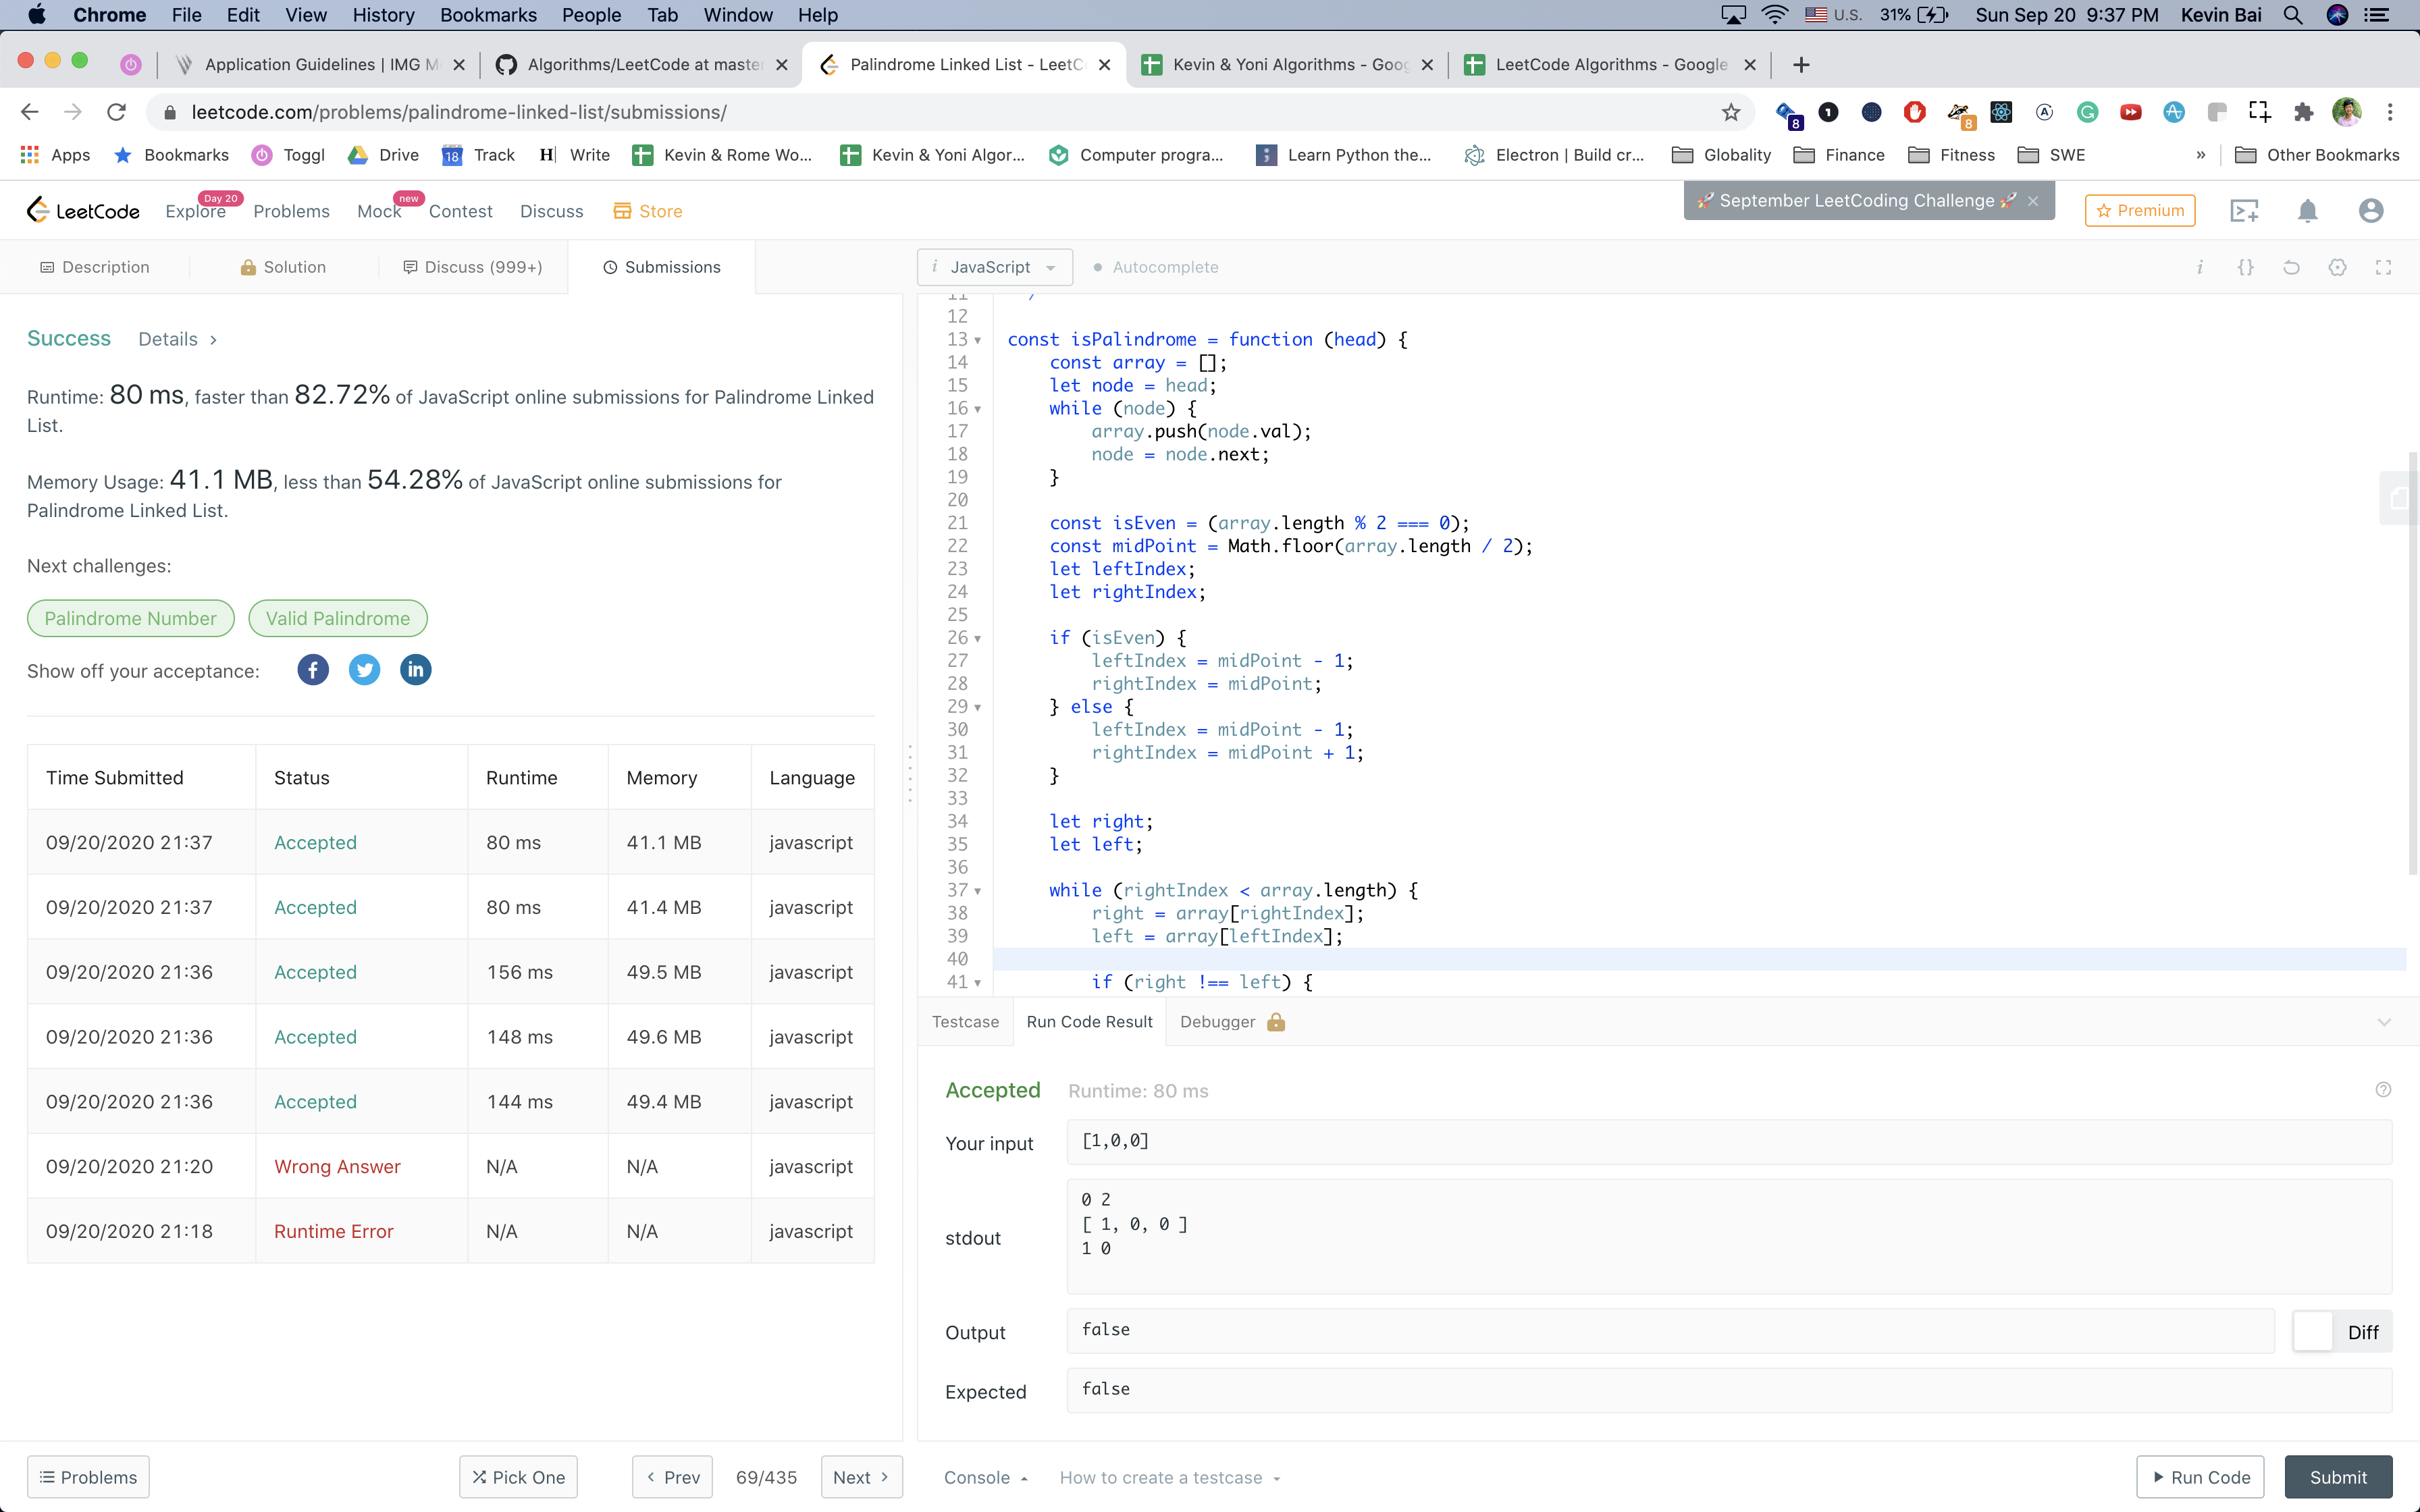 Chrome File Edit View History Bookmarks People Tab Window Help U.S. 31% Sun Sep 20 9:37 PM Kevin Bai
Application Guidelines | IMG M
Algorithms/LeetCode at master
Palindrome Linked List - LeetC
Kevin & Yoni Algorithms - Goog
LeetCode Algorithms - Google
leetcode.com/problems/palindrome-linked-list/submissions/
8 1 8
Apps Bookmarks Toggl Drive 18 Track H Write Kevin & Rome Wo... Kevin & Yoni Algor... Computer progra... Learn Python the... Electron | Build cr... Globality Finance Fitness SWE » Other Bookmarks
LeetCode Explore Day 20 Problems Mock new Contest Discuss Store 🚀 September LeetCoding Challenge 🚀 × Premium
Description Solution Discuss (999+) Submissions
i JavaScript Autocomplete i {}
Success Details >
Runtime: 80 ms, faster than 82.72% of JavaScript online submissions for Palindrome Linked
List.
Memory Usage: 41.1 MB, less than 54.28% of JavaScript online submissions for
Palindrome Linked List.
Next challenges:
Palindrome Number Valid Palindrome
Show off your acceptance: f in
Time Submitted Status Runtime Memory Language
09/20/2020 21:37 Accepted 80 ms 41.1 MB javascript
09/20/2020 21:37 Accepted 80 ms 41.4 MB javascript
09/20/2020 21:36 Accepted 156 ms 49.5 MB javascript
09/20/2020 21:36 Accepted 148 ms 49.6 MB javascript
09/20/2020 21:36 Accepted 144 ms 49.4 MB javascript
09/20/2020 21:20 Wrong Answer N/A N/A javascript
09/20/2020 21:18 Runtime Error N/A N/A javascript
11 /
12
13 const isPalindrome = function (head) {
14 const array = [];
15 let node = head;
16 while (node) {
17 array.push(node.val);
18 node = node.next;
19 }
20
21 const isEven = (array.length % 2 === 0);
22 const midPoint = Math.floor(array.length / 2);
23 let leftIndex;
24 let rightIndex;
25
26 if (isEven) {
27 leftIndex = midPoint - 1;
28 rightIndex = midPoint;
29 } else {
30 leftIndex = midPoint - 1;
31 rightIndex = midPoint + 1;
32 }
33
34 let right;
35 let left;
36
37 while (rightIndex < array.length) {
38 right = array[rightIndex];
39 left = array[leftIndex];
40
41 if (right !== left) {
Testcase Run Code Result Debugger
Accepted Runtime: 80 ms
Your input [1,0,0]
stdout
0 2
[ 1, 0, 0 ]
1 0
Output false Diff
Expected false
Problems Pick One < Prev 69/435 Next > Console How to create a testcase Run Code Submit